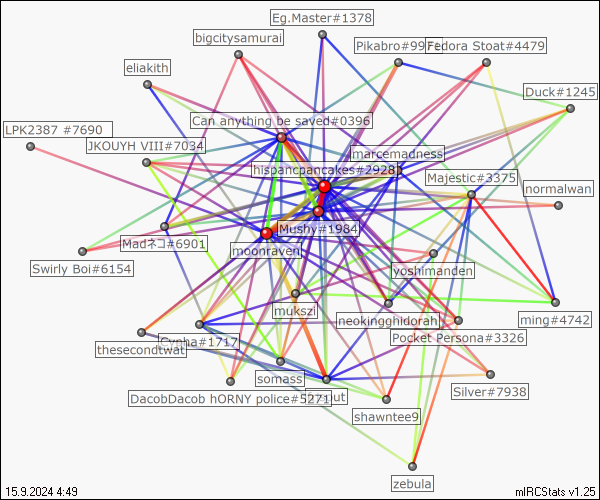 Eg.Master#1378
bigcitysamurai
Pikabro#99
Fedora Stoat#4479
eliakith
Duck#1245
Can anything be saved#0396
LPK2387 #7690
JKOUYH VIII#7034
marcemadness
hispancpancakes#2928
Majestic#3375
normalwan
Mushy#1984
Madネコ#6901
moonraven
Swirly Boi#6154
yoshimanden
mukszi
neokingghidorah
ming#4742
Cynha#1717
Pocket Persona#3326
thesecondtwat
somass
Silver#7938
DacobDacob hORNY police#5271
ut
shawntee9
zebula
15.9.2024 4:49
mIRCStats v1.25